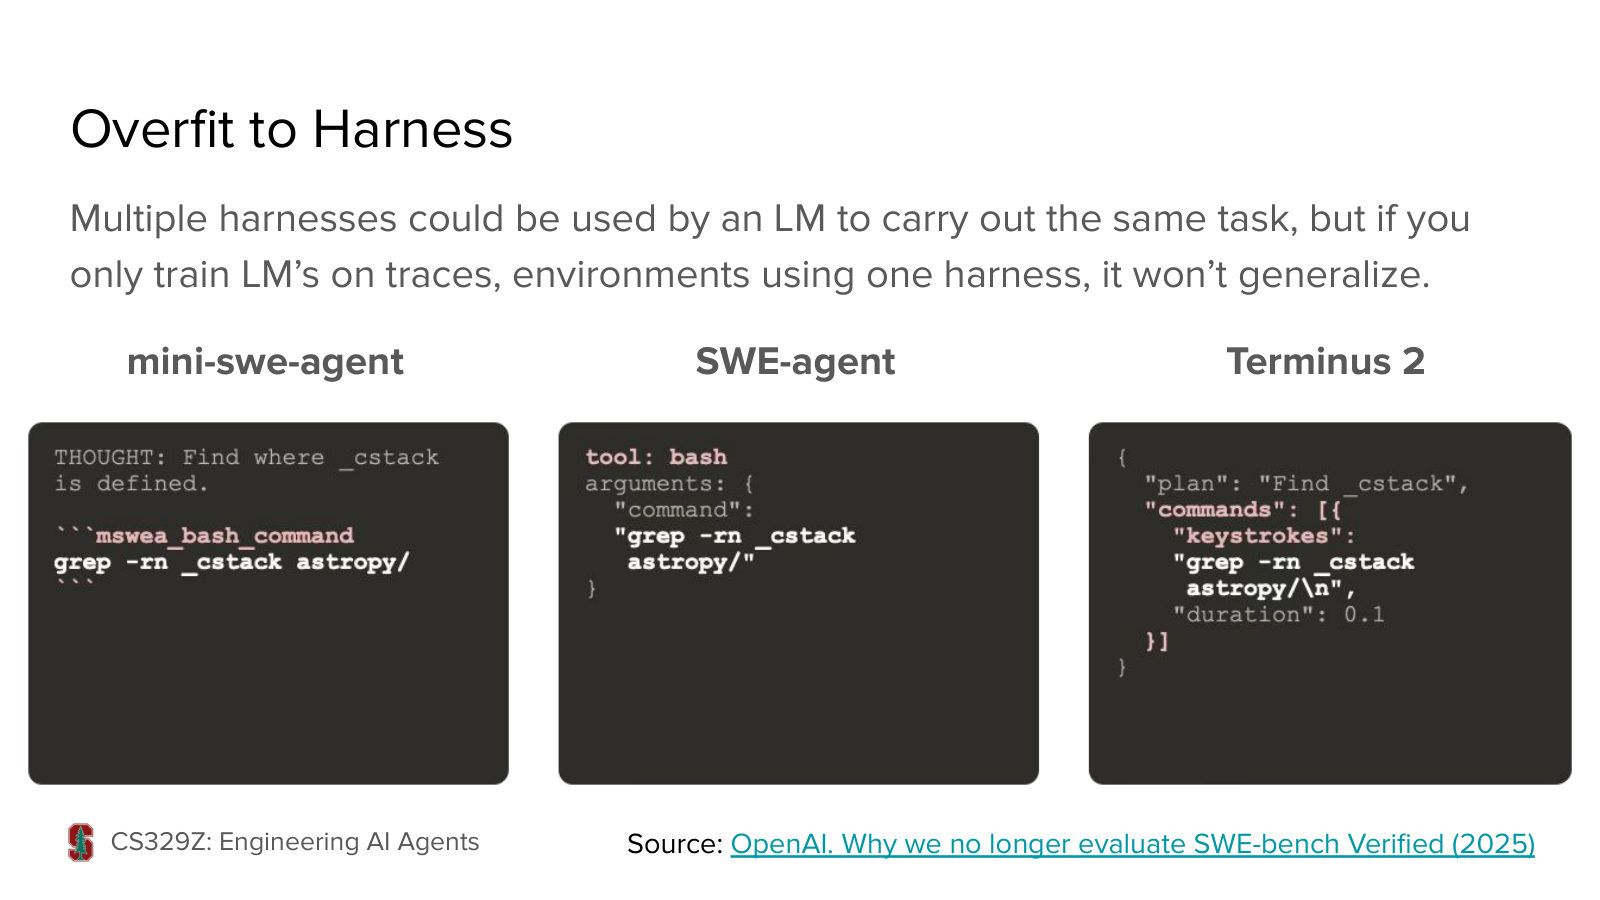 Overfit to Harness
Multiple harnesses could be used by an LM to carry out the same task, but if you
only train LM’s on traces, environments using one harness, it won’t generalize.
mini-swe-agent
THOUGHT: Find where _cstack
is defined.
```mswea_bash_command
grep -rn _cstack astropy/
```
SWE-agent
tool: bash
arguments: {
  "command":
  "grep -rn _cstack
   astropy/"
}
Terminus 2
{
  "plan": "Find _cstack",
  "commands": [{
    "keystrokes":
    "grep -rn _cstack
     astropy/\n",
    "duration": 0.1
  }]
}
CS329Z: Engineering AI Agents
Source: OpenAI. Why we no longer evaluate SWE-bench Verified (2025)